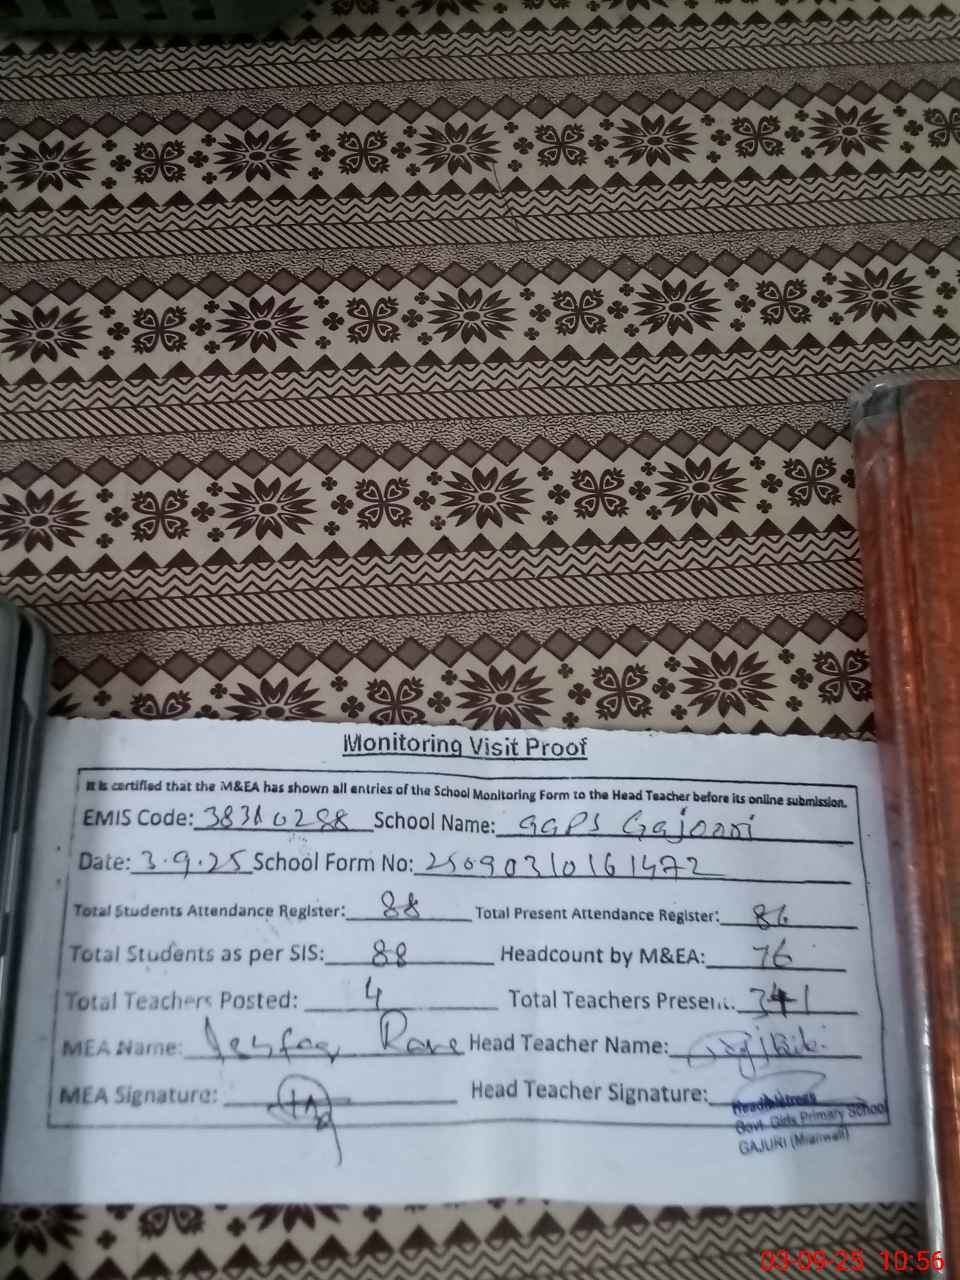 Monitoring Visit Proof
It is certified that the M&EA has shown all entries of the School Monitoring Form to the Head Teacher before its online submission.
EMIS Code: 38310288 School Name: GGPS Gajoori
Date: 3.9.25 School Form No: 25090310161472
Total Students Attendance Register: 88 Total Present Attendance Register: 86
Total Students as per SIS: 88 Headcount by M&EA: 76
Total Teachers Posted: 4 Total Teachers Present:
MEA Name: Head Teacher Name:
MEA Signature: Head Teacher Signature:
Headmistress
Govt. Girls Primary School
GAJURI (Mianwali)
03-09-25 10:56